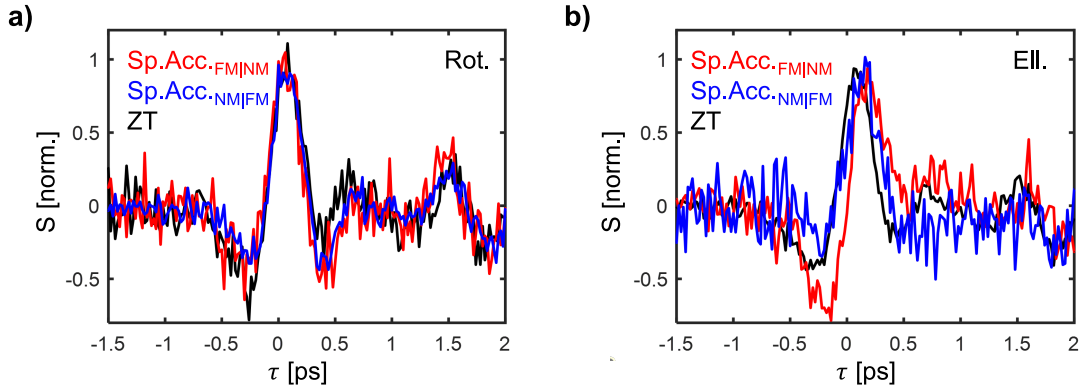 a)
S [norm.]
1
0.5
0
-0.5
Sp.Acc.FM|NM
Sp.Acc.NM|FM
ZT
Rot.
-1.5 -1 -0.5 0 0.5 1 1.5 2
τ [ps]
b)
S [norm.]
1
0.5
0
-0.5
Sp.Acc.FM|NM
Sp.Acc.NM|FM
ZT
Ell.
-1.5 -1 -0.5 0 0.5 1 1.5 2
τ [ps]